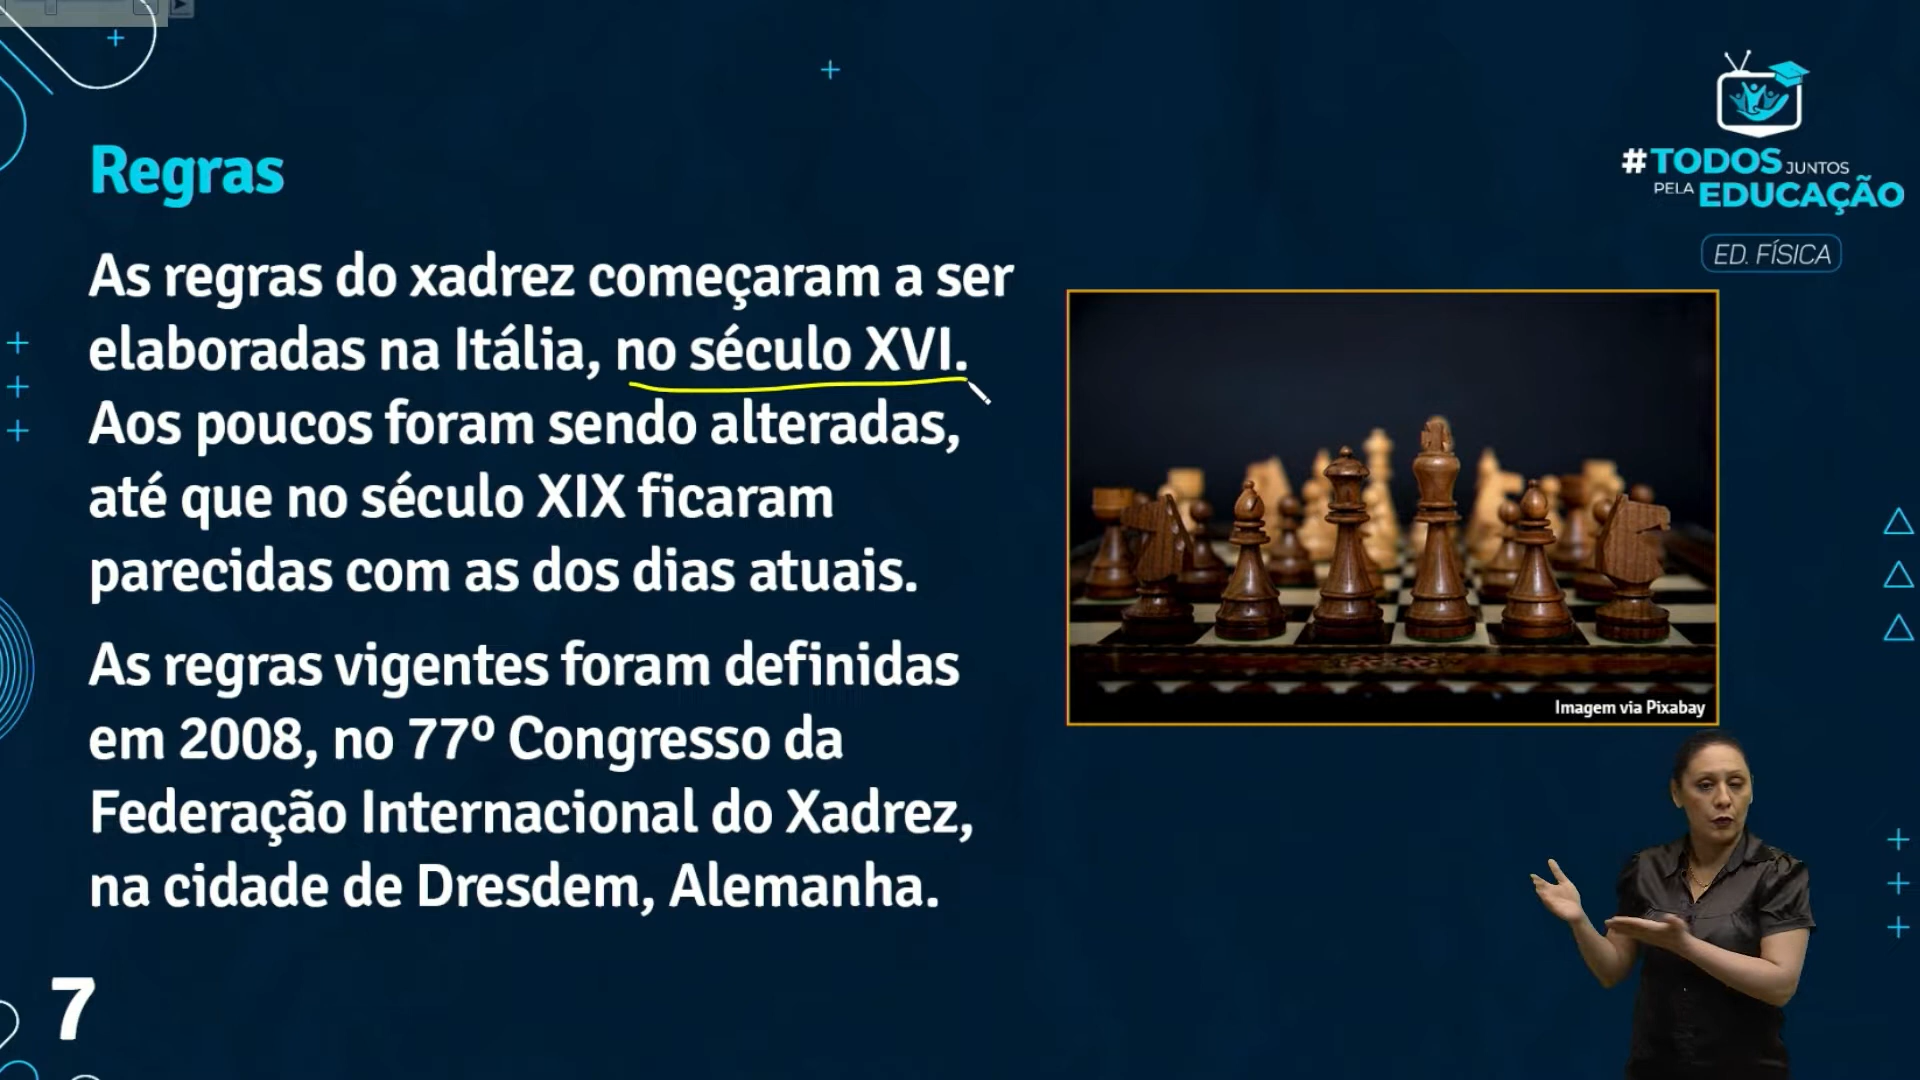 Regras
As regras do xadrez começaram a ser
elaboradas na Itália, no século XVI.
Aos poucos foram sendo alteradas,
até que no século XIX ficaram
parecidas com as dos dias atuais.
As regras vigentes foram definidas
em 2008, no 77º Congresso da
Federação Internacional do Xadrez,
na cidade de Dresdem, Alemanha.
7
#TODOS JUNTOS
PELA EDUCAÇÃO
ED. FÍSICA
Imagem via Pixabay